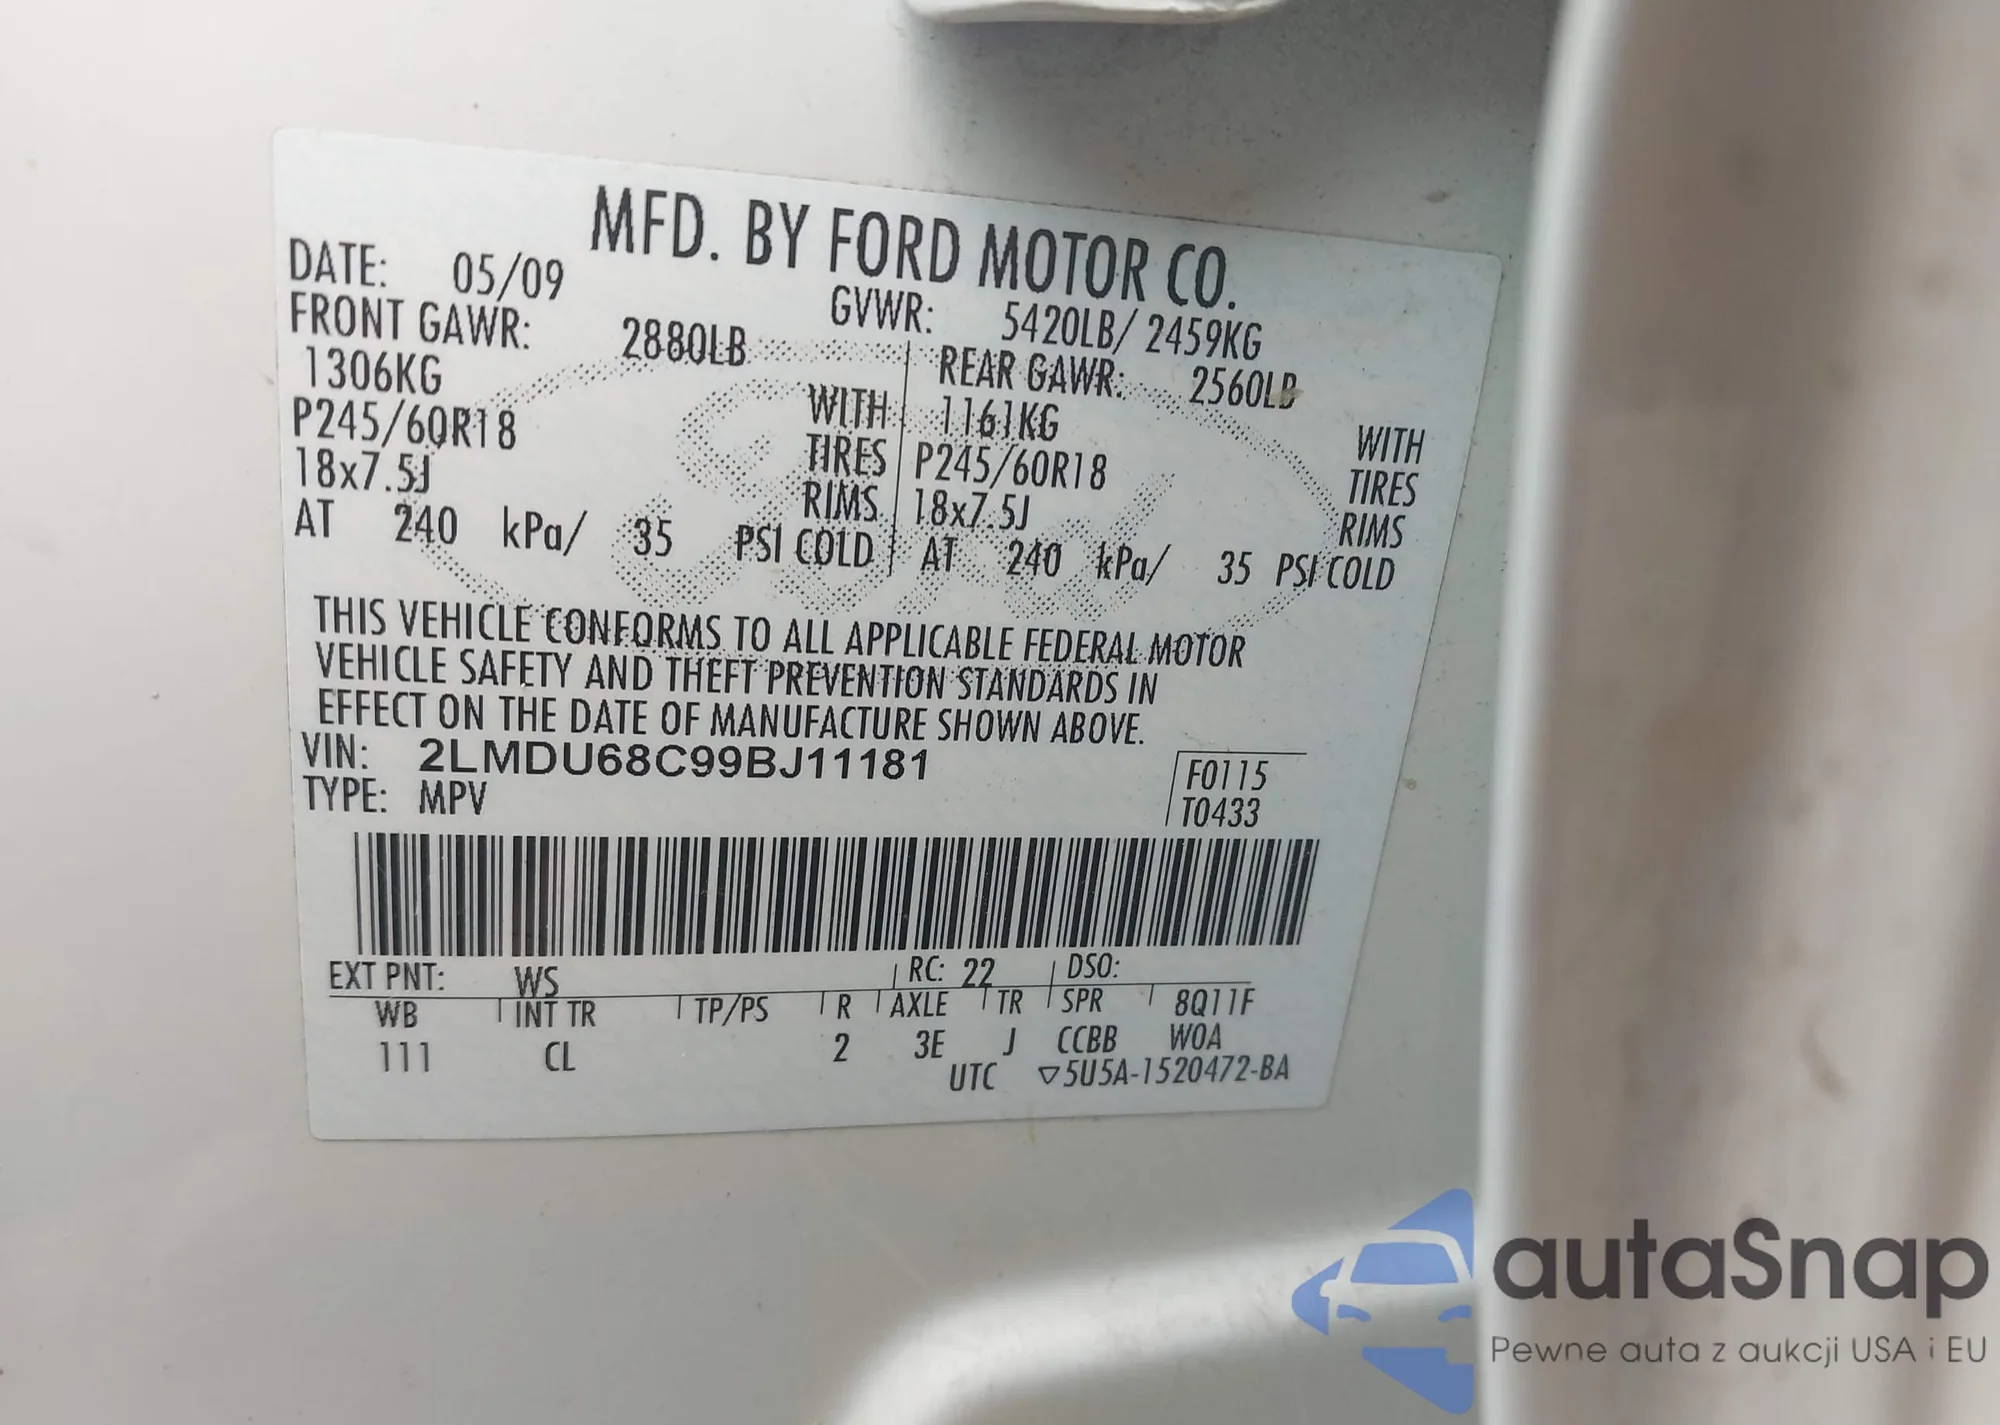 MFD. BY FORD MOTOR CO.
DATE: 05/09 GVWR: 5420LB/ 2459KG
FRONT GAWR: 2880LB REAR GAWR: 2560LB
1306KG WITH 1161KG WITH
P245/60R18 TIRES P245/60R18 TIRES
18x7.5J RIMS 18x7.5J RIMS
AT 240 kPa/ 35 PSI COLD AT 240 kPa/ 35 PSI COLD
THIS VEHICLE CONFORMS TO ALL APPLICABLE FEDERAL MOTOR
VEHICLE SAFETY AND THEFT PREVENTION STANDARDS IN
EFFECT ON THE DATE OF MANUFACTURE SHOWN ABOVE.
VIN: 2LMDU68C99BJ11181 F0115
TYPE: MPV T0433
EXT PNT: WS RC: 22 DSO:
WB INT TR TP/PS R AXLE TR SPR 8Q11F
111 CL 2 3E J CCBB WOA
UTC ▽5U5A-1520472-BA
autaSnap
Pewne auta z aukcji USA i EU